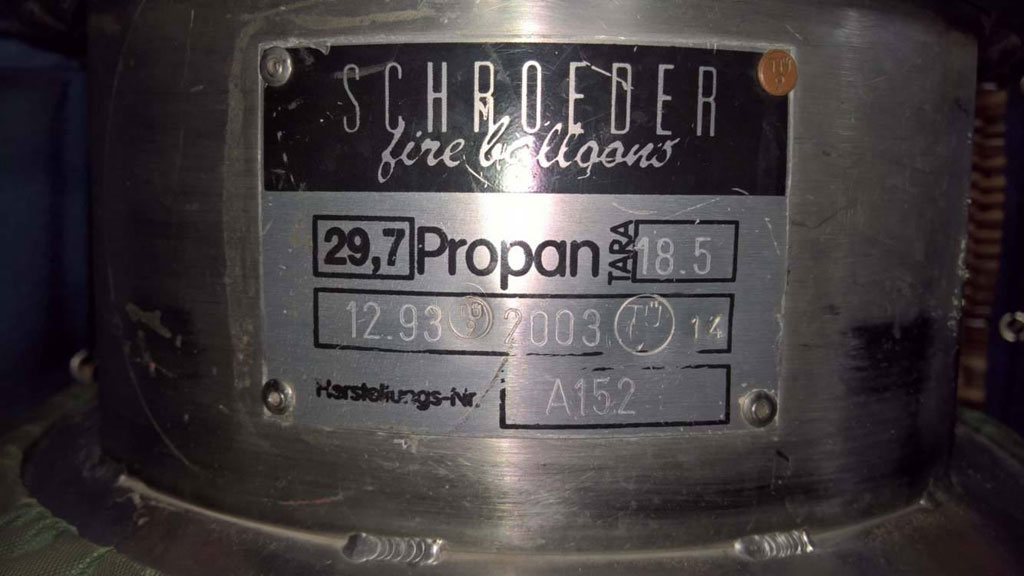 SCHROEDER
fire balloons
29,7 Propan TARA 18.5
12.93 2003 14
Herstellungs-Nr. A152